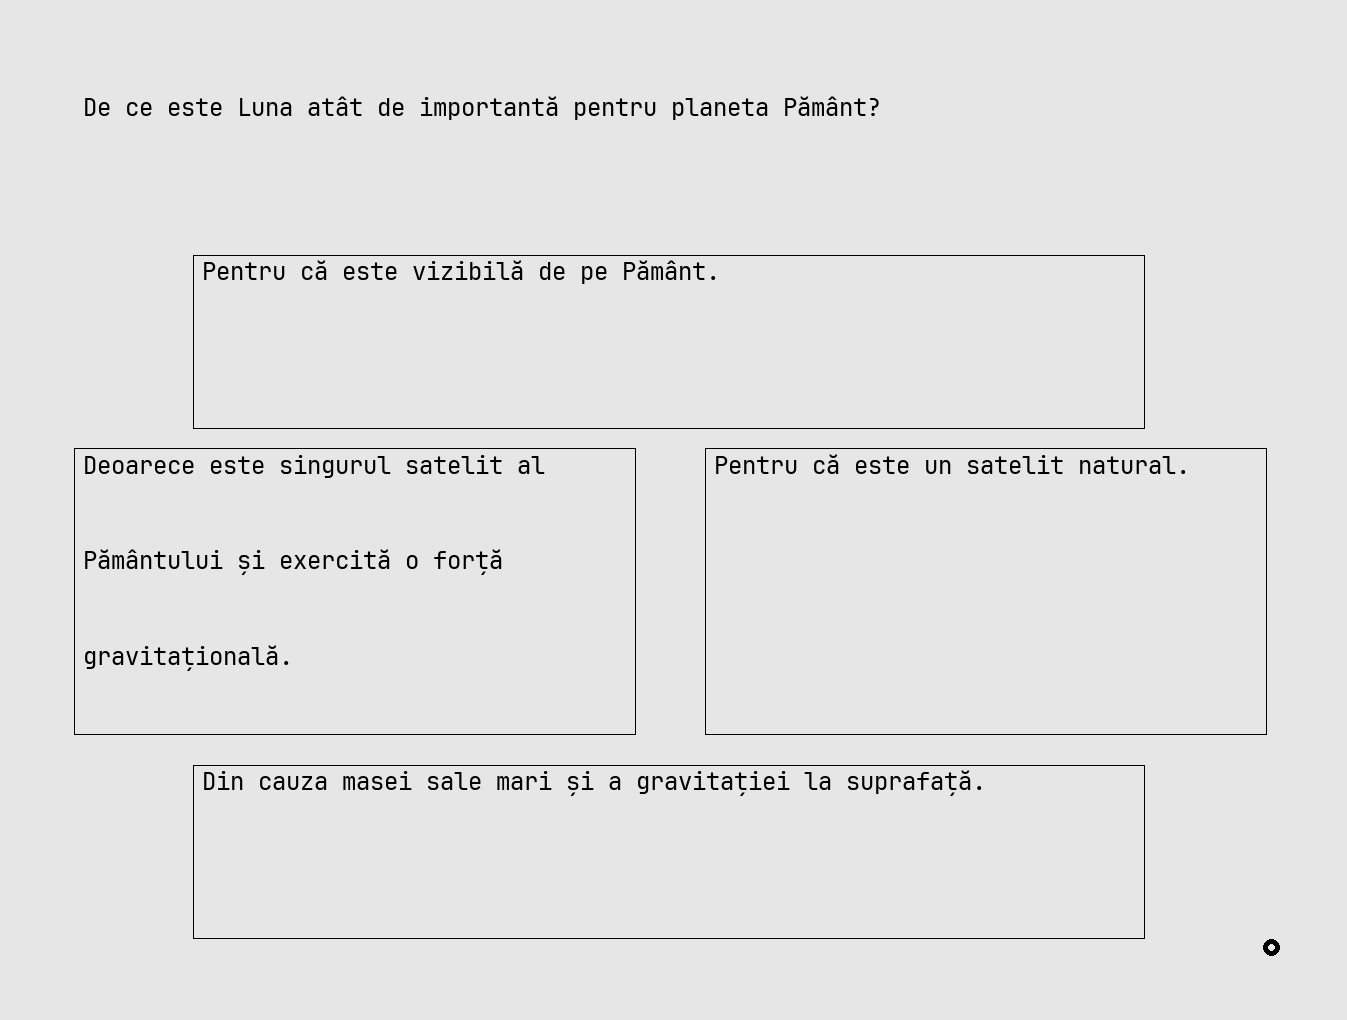 De ce este Luna atât de importantă pentru planeta Pământ?
Pentru că este vizibilă de pe Pământ.
Deoarece este singurul satelit al
Pământului și exercită o forță
gravitațională.
Pentru că este un satelit natural.
Din cauza masei sale mari și a gravitației la suprafață.